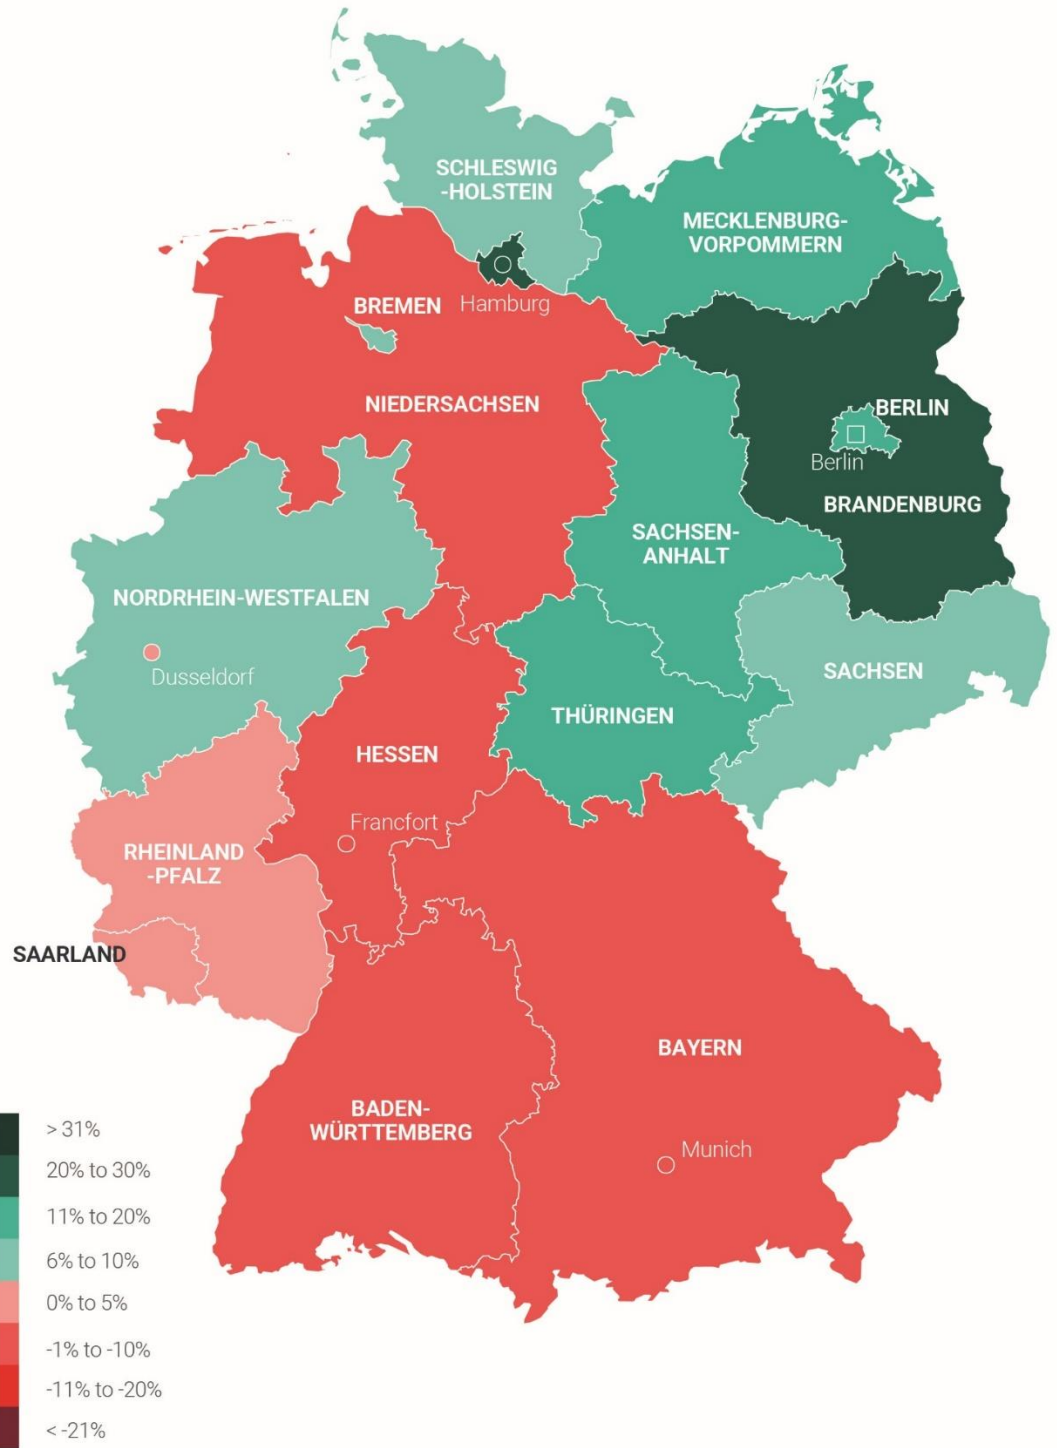 SCHLESWIG
-HOLSTEIN
MECKLENBURG-
VORPOMMERN
BREMEN
Hamburg
NIEDERSACHSEN
BERLIN
Berlin
BRANDENBURG
SACHSEN-
ANHALT
NORDRHEIN-WESTFALEN
Dusseldorf
SACHSEN
THÜRINGEN
HESSEN
Francfort
RHEINLAND
-PFALZ
SAARLAND
BAYERN
BADEN-
WÜRTTEMBERG
Munich
> 31%
20% to 30%
11% to 20%
6% to 10%
0% to 5%
-1% to -10%
-11% to -20%
< -21%